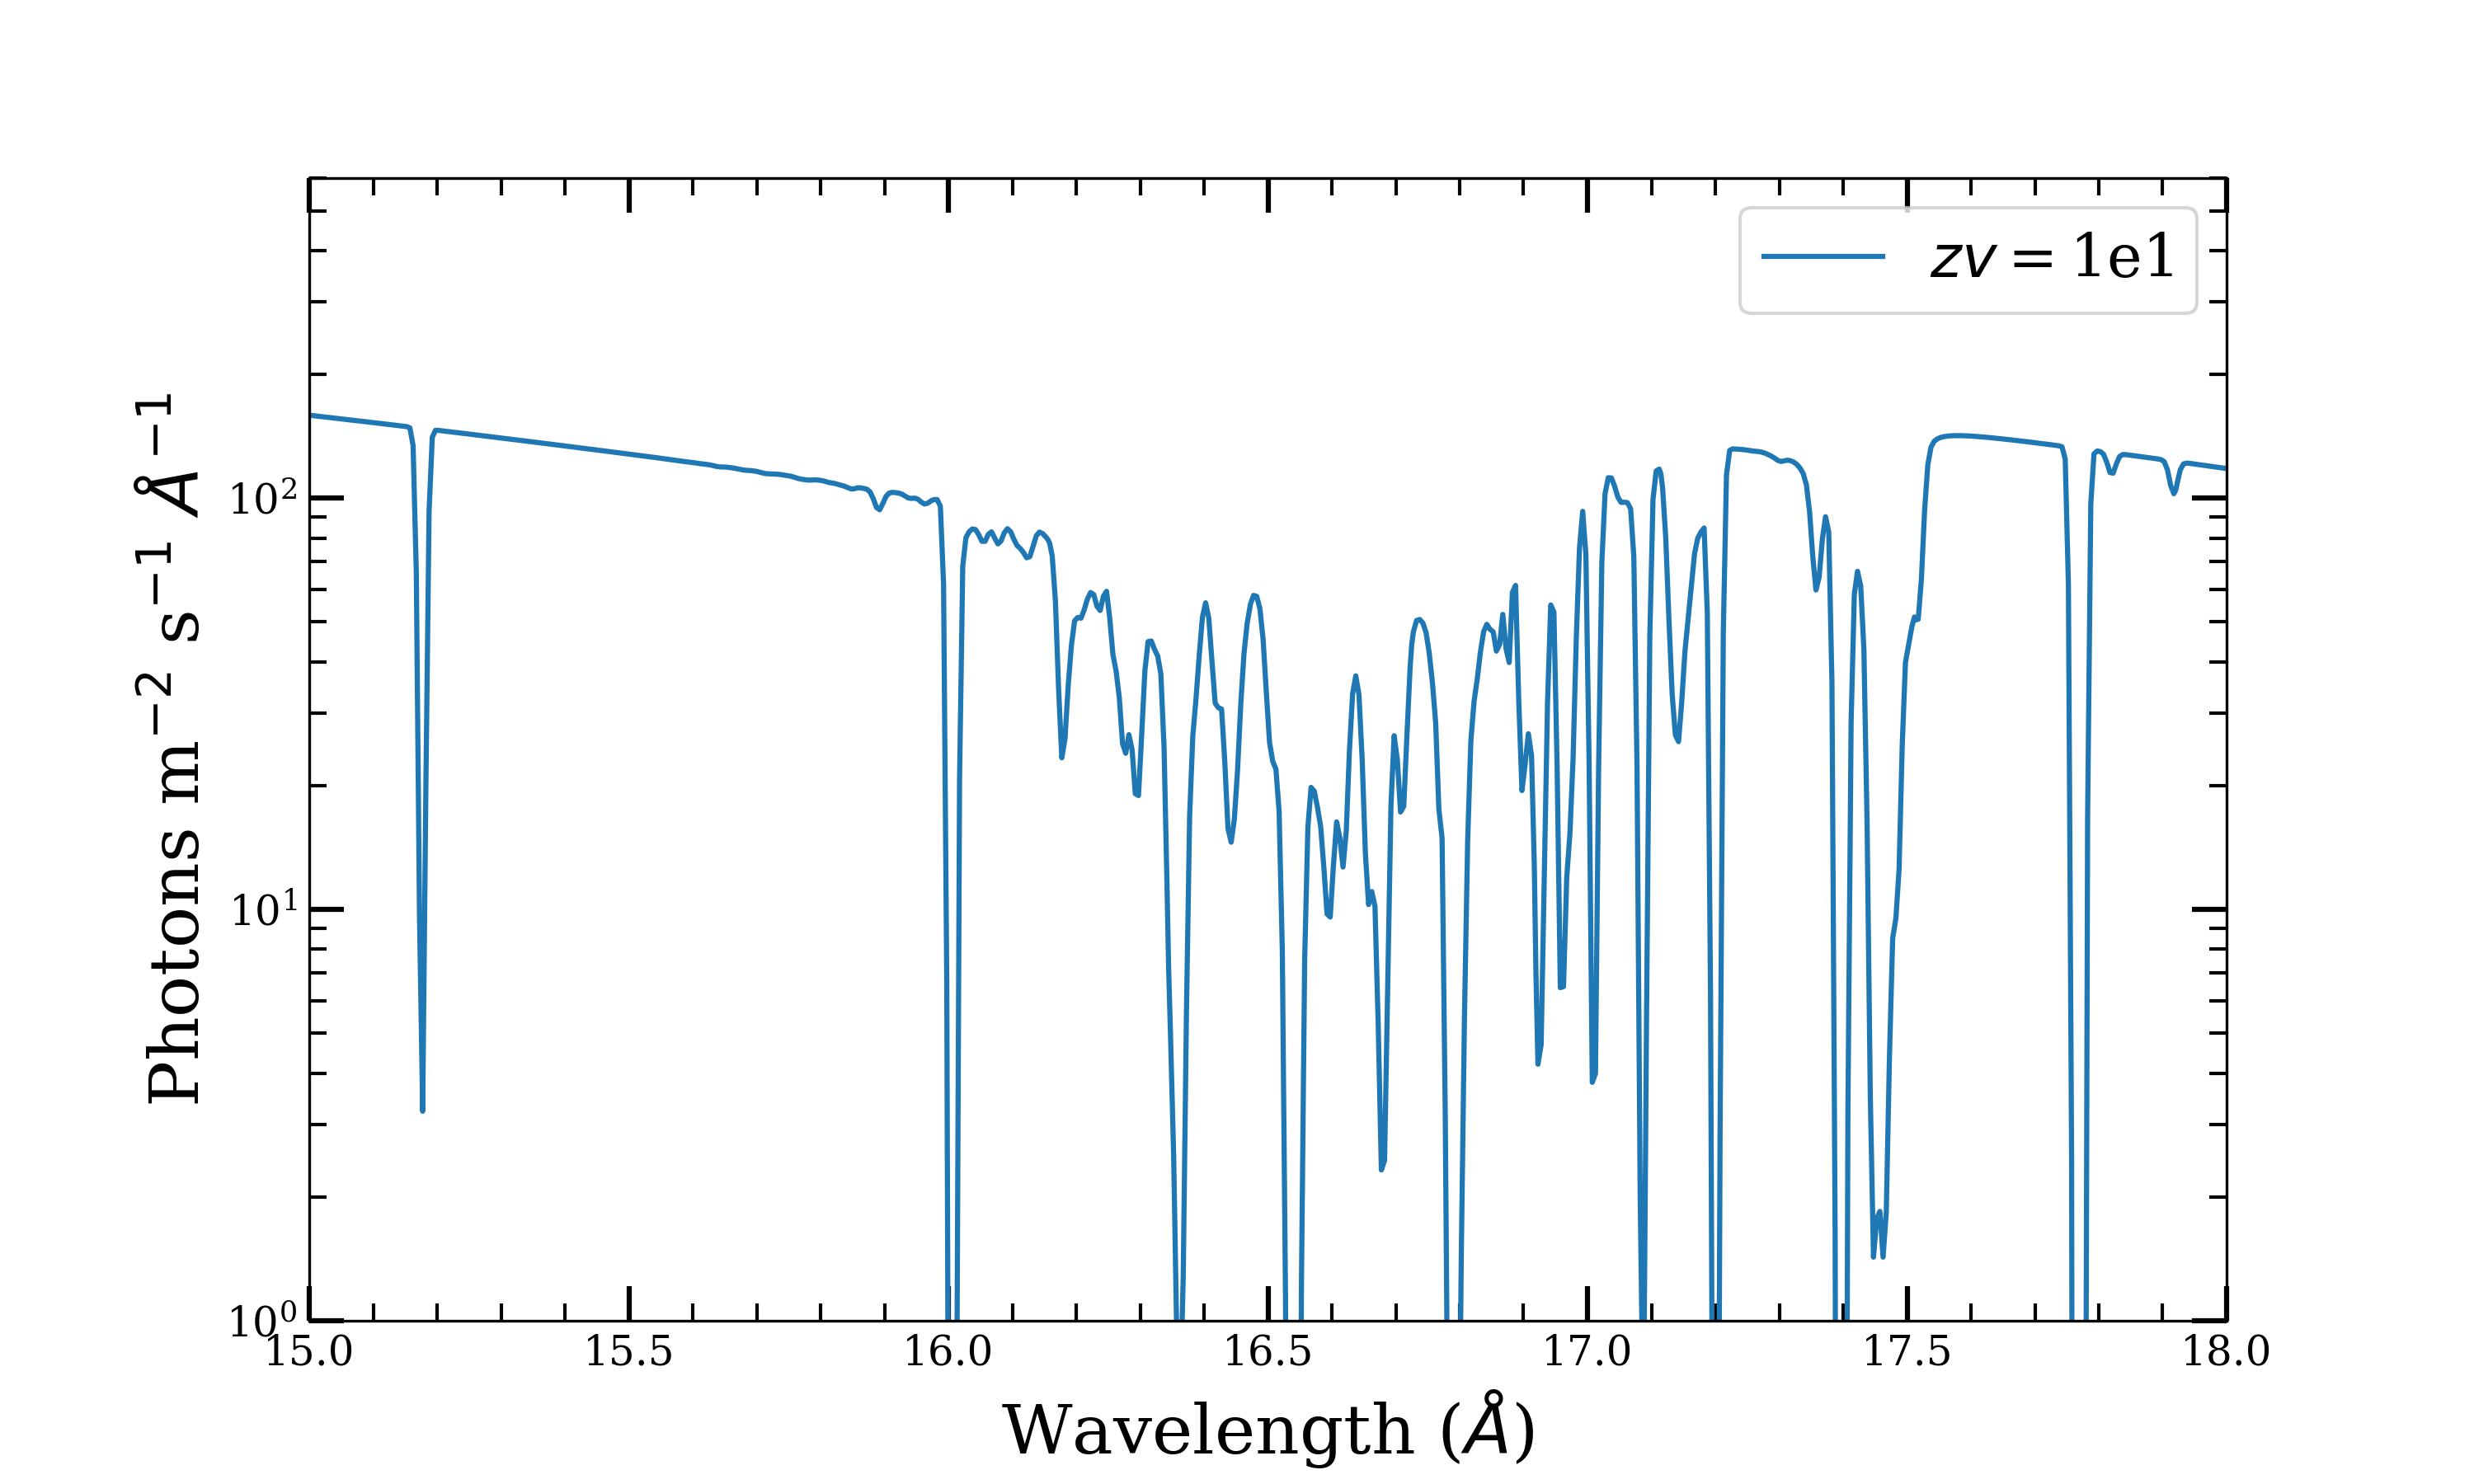 zv = 1e1
Photons m⁻² s⁻¹ Å⁻¹
10²
10¹
10⁰
15.0 15.5 16.0 16.5 17.0 17.5 18.0
Wavelength (Å)